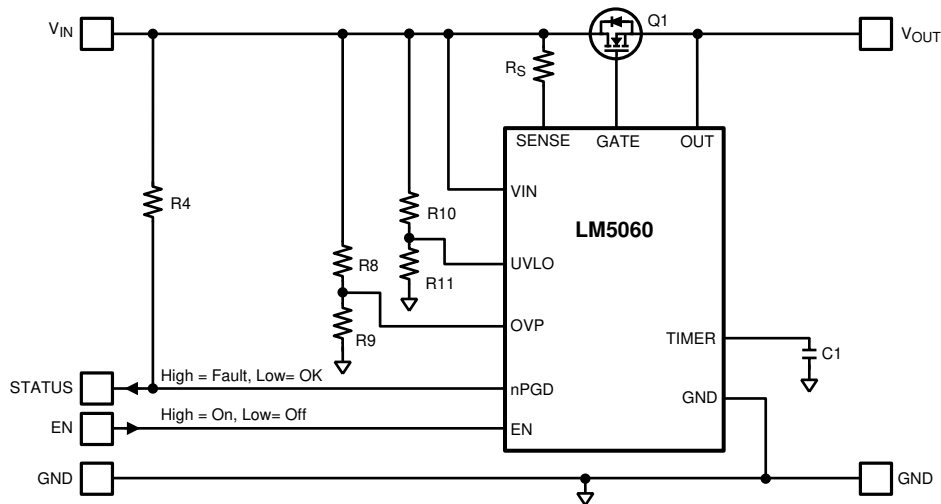 Q1
VIN
VOUT
RS
SENSE
GATE
OUT
VIN
R4
R10
LM5060
UVLO
R8
R11
OVP
R9
TIMER
C1
STATUS
High = Fault, Low= OK
nPGD
GND
EN
High = On, Low= Off
EN
GND
GND